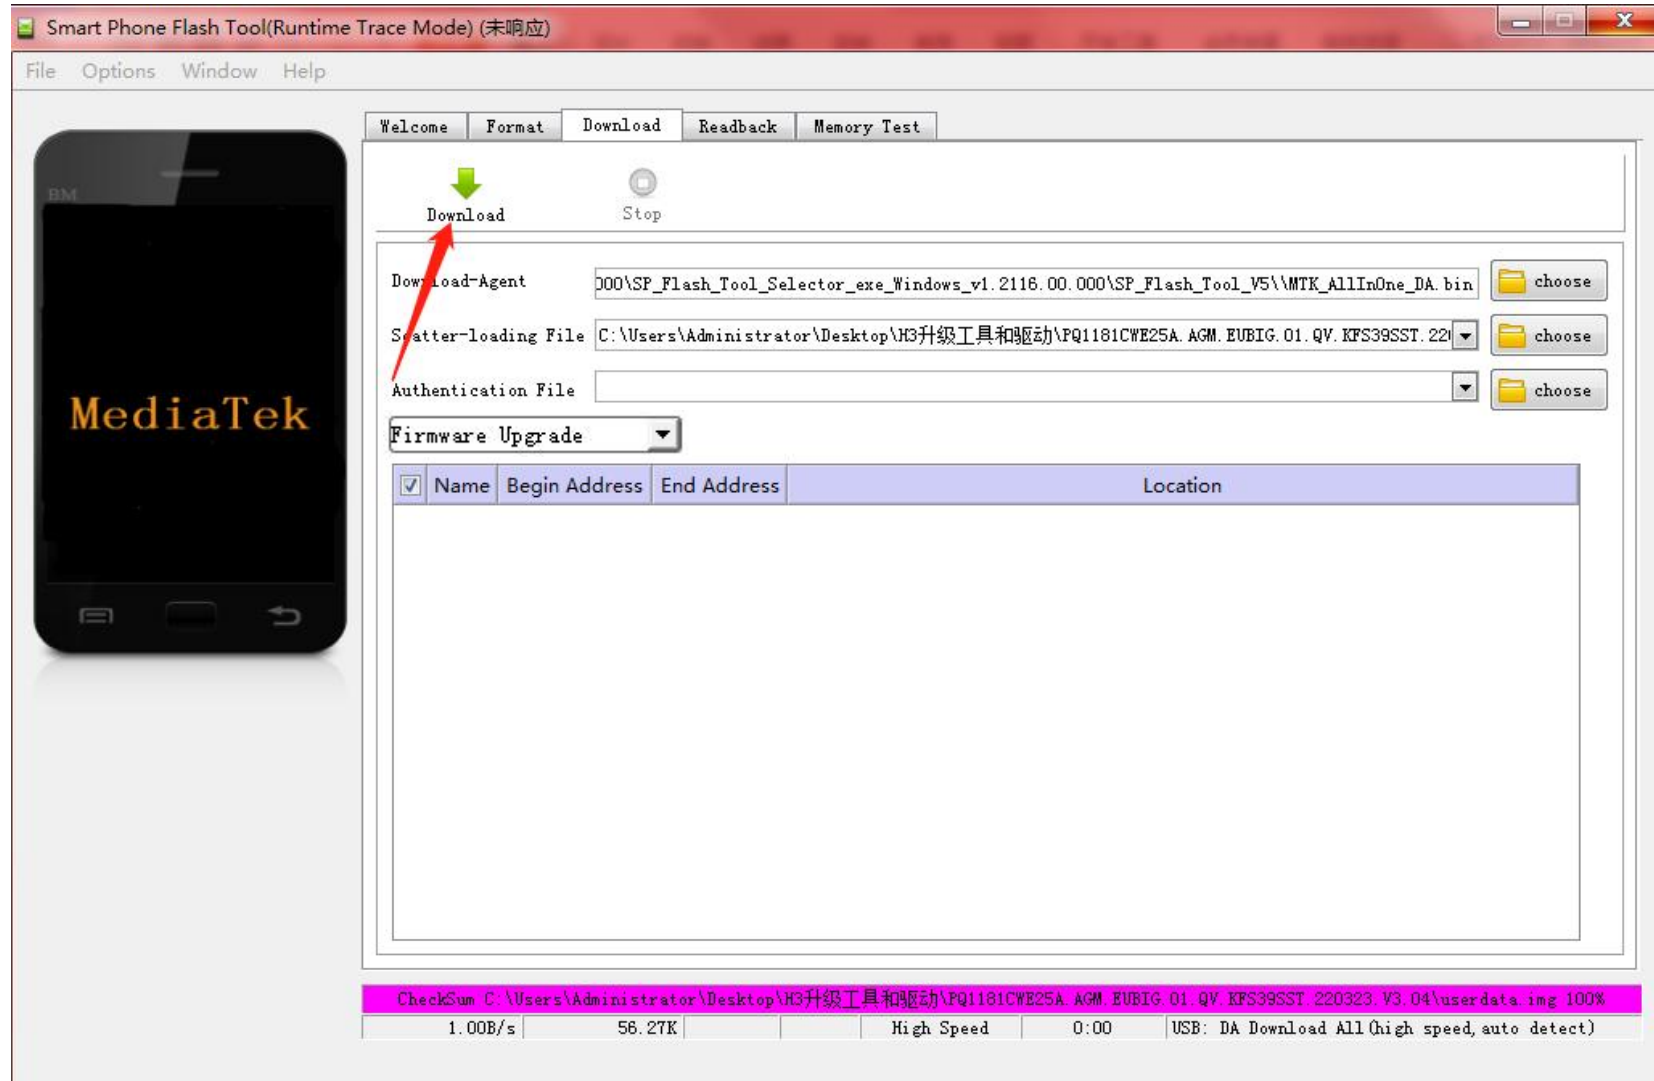 Smart Phone Flash Tool(Runtime Trace Mode) (未响应)
File Options Window Help
Welcome Format Download Readback Memory Test
BM
Download Stop
Download-Agent 000\SP_Flash_Tool_Selector_exe_Windows_v1.2116.00.000\SP_Flash_Tool_V5\\MTK_AllInOne_DA.bin choose
Scatter-loading File C:\Users\Administrator\Desktop\H3升级工具和驱动\PQ1181CWE25A.AGM.EUBIG.01.QV.KFS39SST.22 choose
Authentication File choose
MediaTek
Firmware Upgrade
Name Begin Address End Address Location
CheckSum C:\Users\Administrator\Desktop\H3升级工具和驱动\PQ1181CWE25A.AGM.EUBIG.01.QV.KFS39SST.220323.V3.04\userdata.img 100%
1.00B/s 56.27K High Speed 0:00 USB: DA Download All(high speed,auto detect)